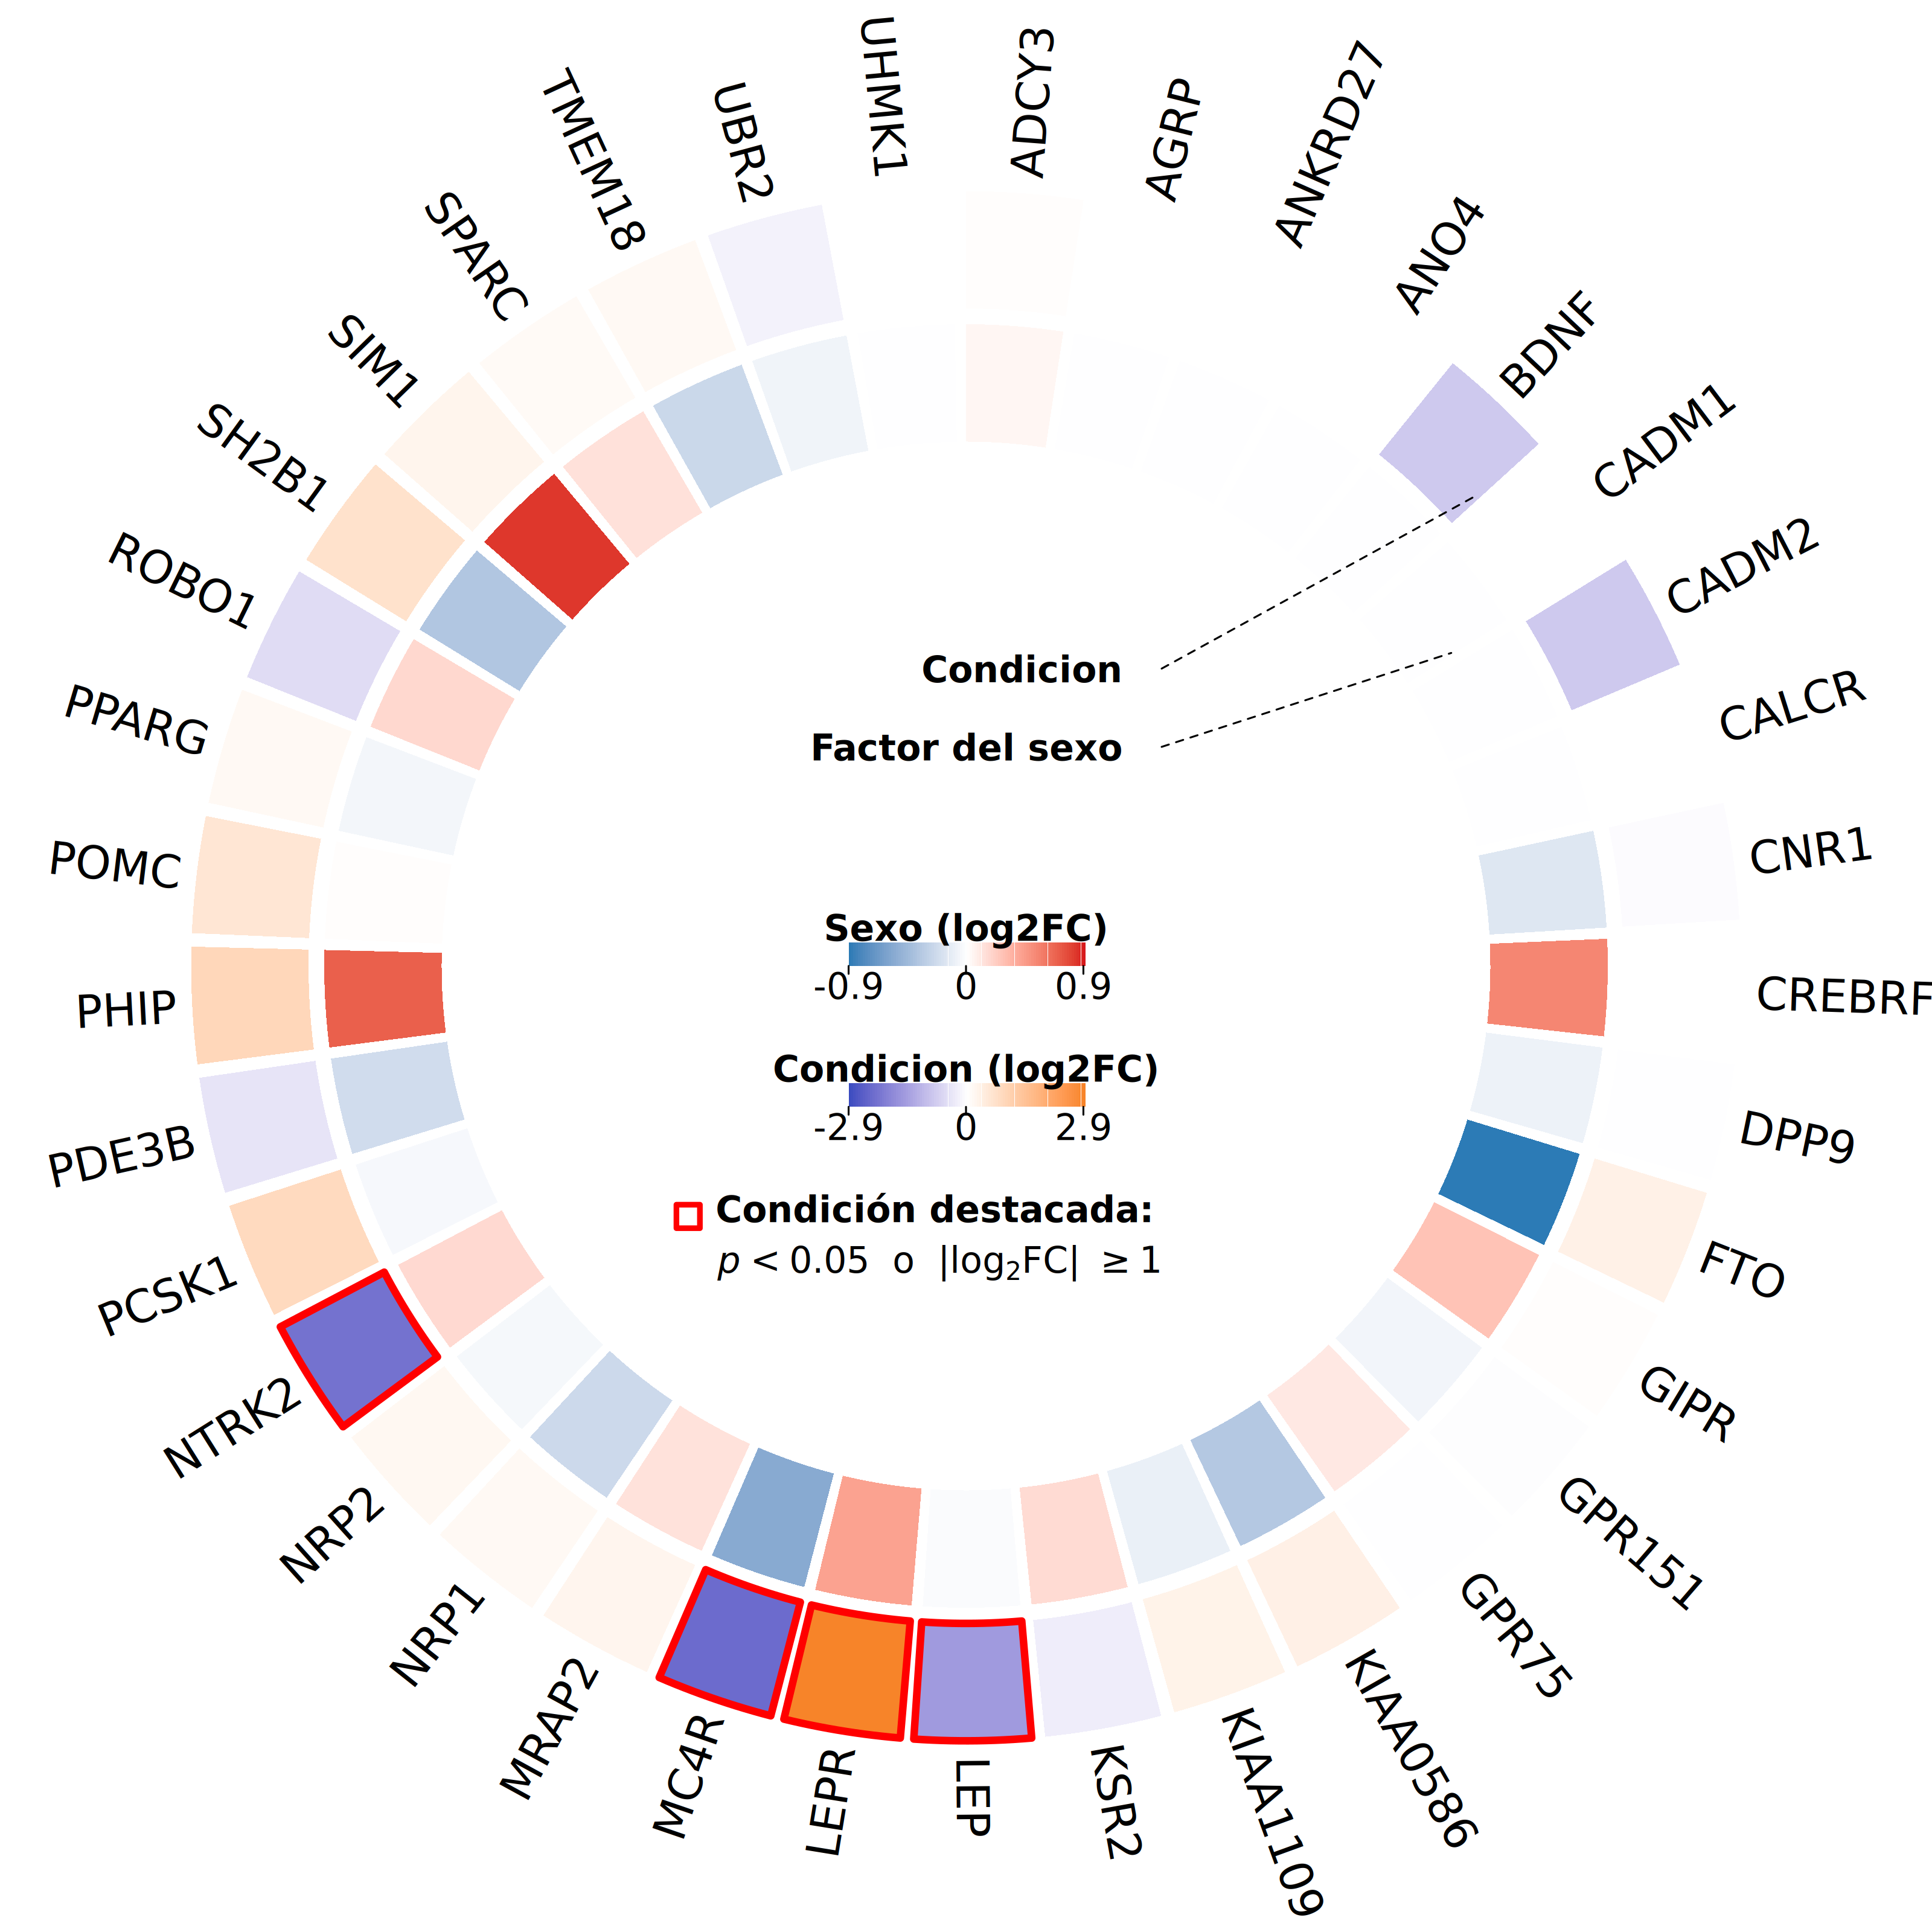 ADCY3
AGRP
ANKRD27
ANO4
BDNF
CADM1
CADM2
CALCR
CNR1
CREBRF
DPP9
FTO
GIPR
GPR151
GPR75
KIAA0586
KIAA1109
KSR2
LEP
LEPR
MC4R
MRAP2
NRP1
NRP2
NTRK2
PCSK1
PDE3B
PHIP
POMC
PPARG
ROBO1
SH2B1
SIM1
SPARC
TMEM18
UBR2
UHMK1
Condicion
Factor del sexo
Sexo (log2FC)
-0.9 0 0.9
Condicion (log2FC)
-2.9 0 2.9
Condición destacada:
p < 0.05 o |log₂FC| ≥ 1